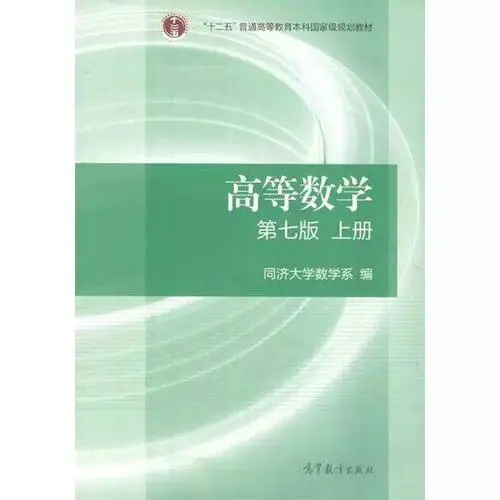 “十二五”普通高等教育本科国家级规划教材
高等数学
第七版 上册
同济大学数学系 编
高等教育出版社